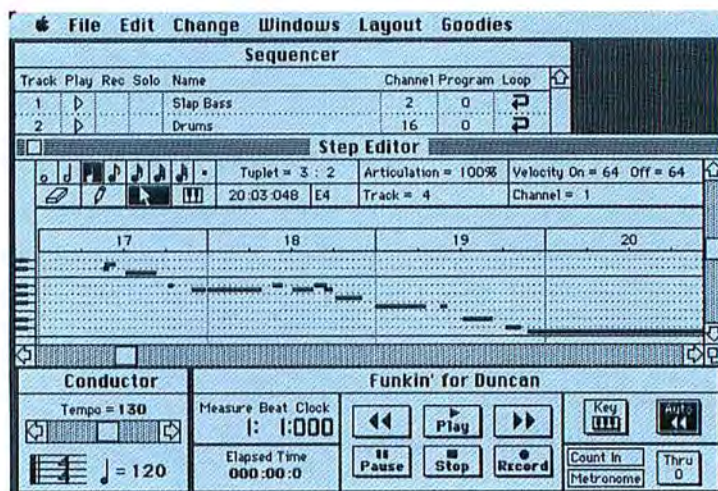 File Edit Change Windows Layout Goodies
Sequencer
Track Play Rec Solo Name Channel Program Loop
1 Slap Bass 2 0
2 Drums 16 0
Step Editor
Tuplet = 3 : 2 Articulation = 100% Velocity On = 64 Off = 64
20:03:048 E4 Track = 4 Channel = 1
17 18 19 20
Conductor
Tempo = 130
= 120
Funkin' for Duncan
Measure Beat Clock
1: 1:000
Elapsed Time
000:00:0
Play
Pause Stop Record
Key Auto
Count In
Metronome
Thru
0